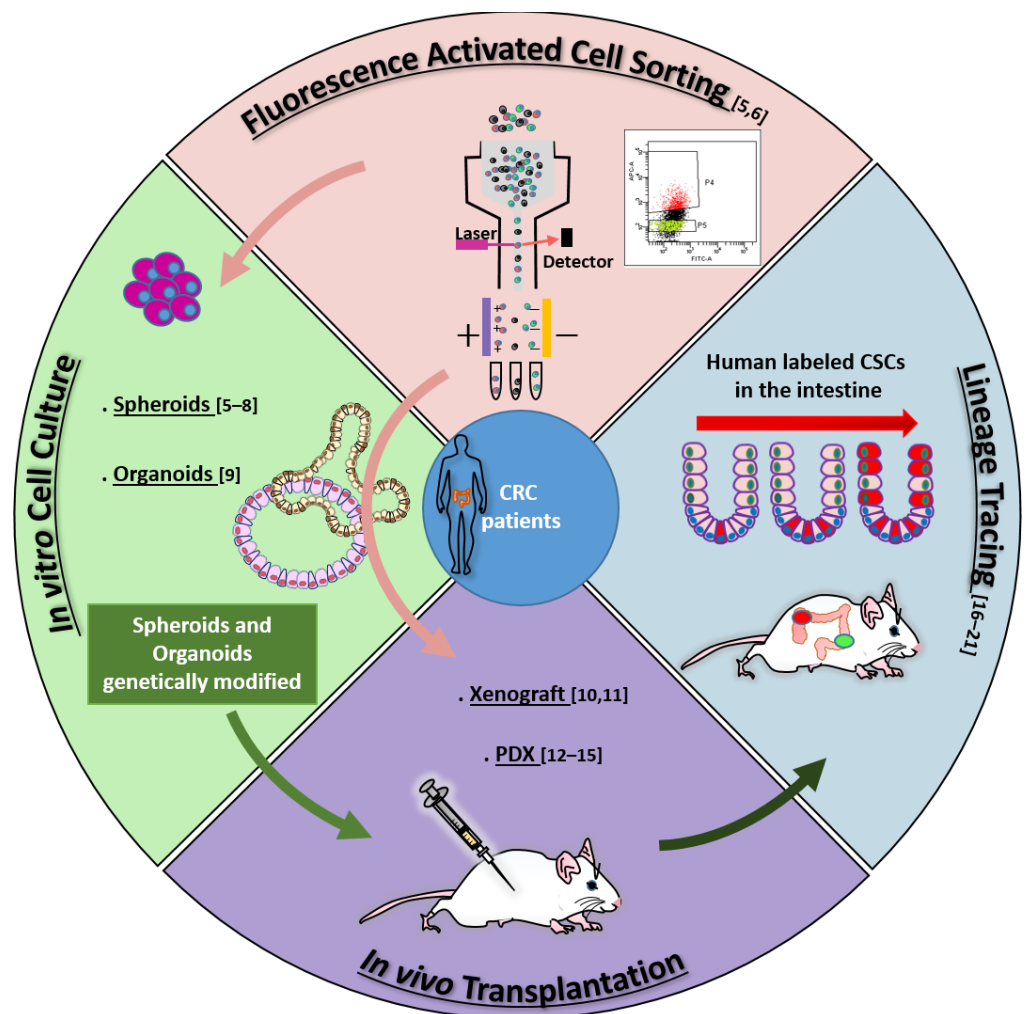 Fluorescence Activated Cell Sorting [5,6]
Laser
Detector
+
–
+
+
+
–
–
–
APC-A
P4
P5
FITC-A
In vitro Cell Culture
. Spheroids [5–8]
. Organoids [9]
Spheroids and
Organoids
genetically modified
CRC
patients
Human labeled CSCs
in the intestine
Lineage Tracing [16–21]
. Xenograft [10,11]
. PDX [12–15]
In vivo Transplantation